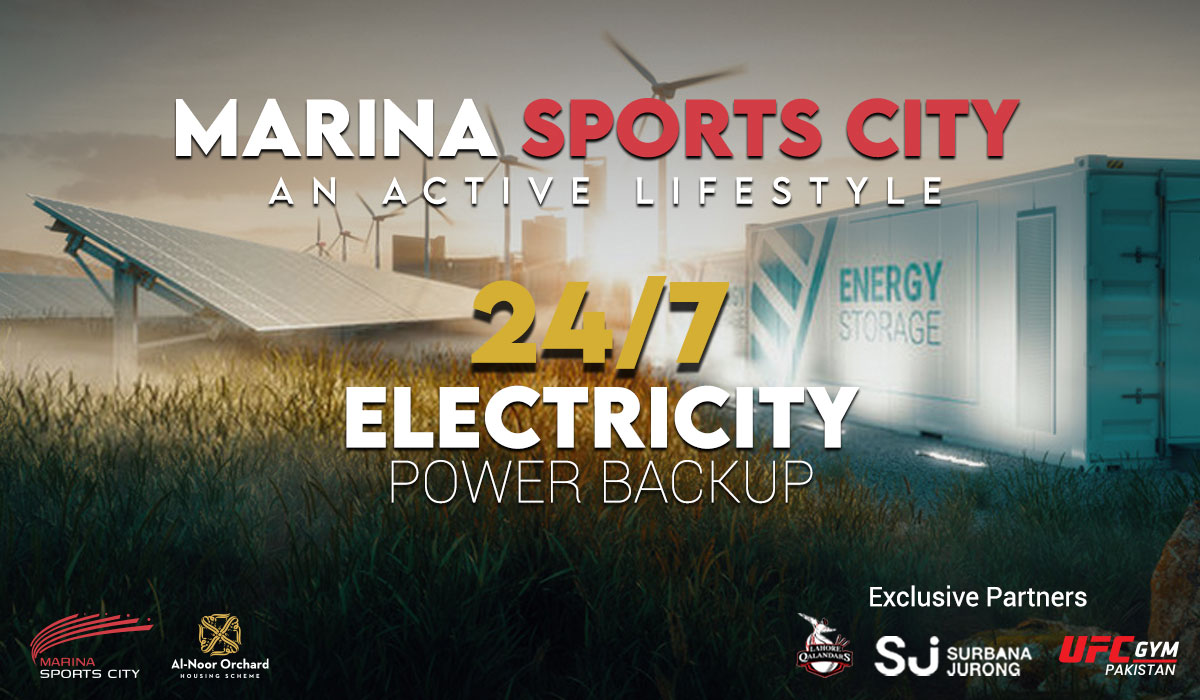 MARINA SPORTS CITY
AN ACTIVE LIFESTYLE
ENERGY
STORAGE
24/7
ELECTRICITY
POWER BACKUP
Exclusive Partners
MARINA
SPORTS CITY
Al-Noor Orchard
HOUSING SCHEME
LAHORE
QALANDARS
SJ SURBANA
JURONG
UFC GYM
PAKISTAN